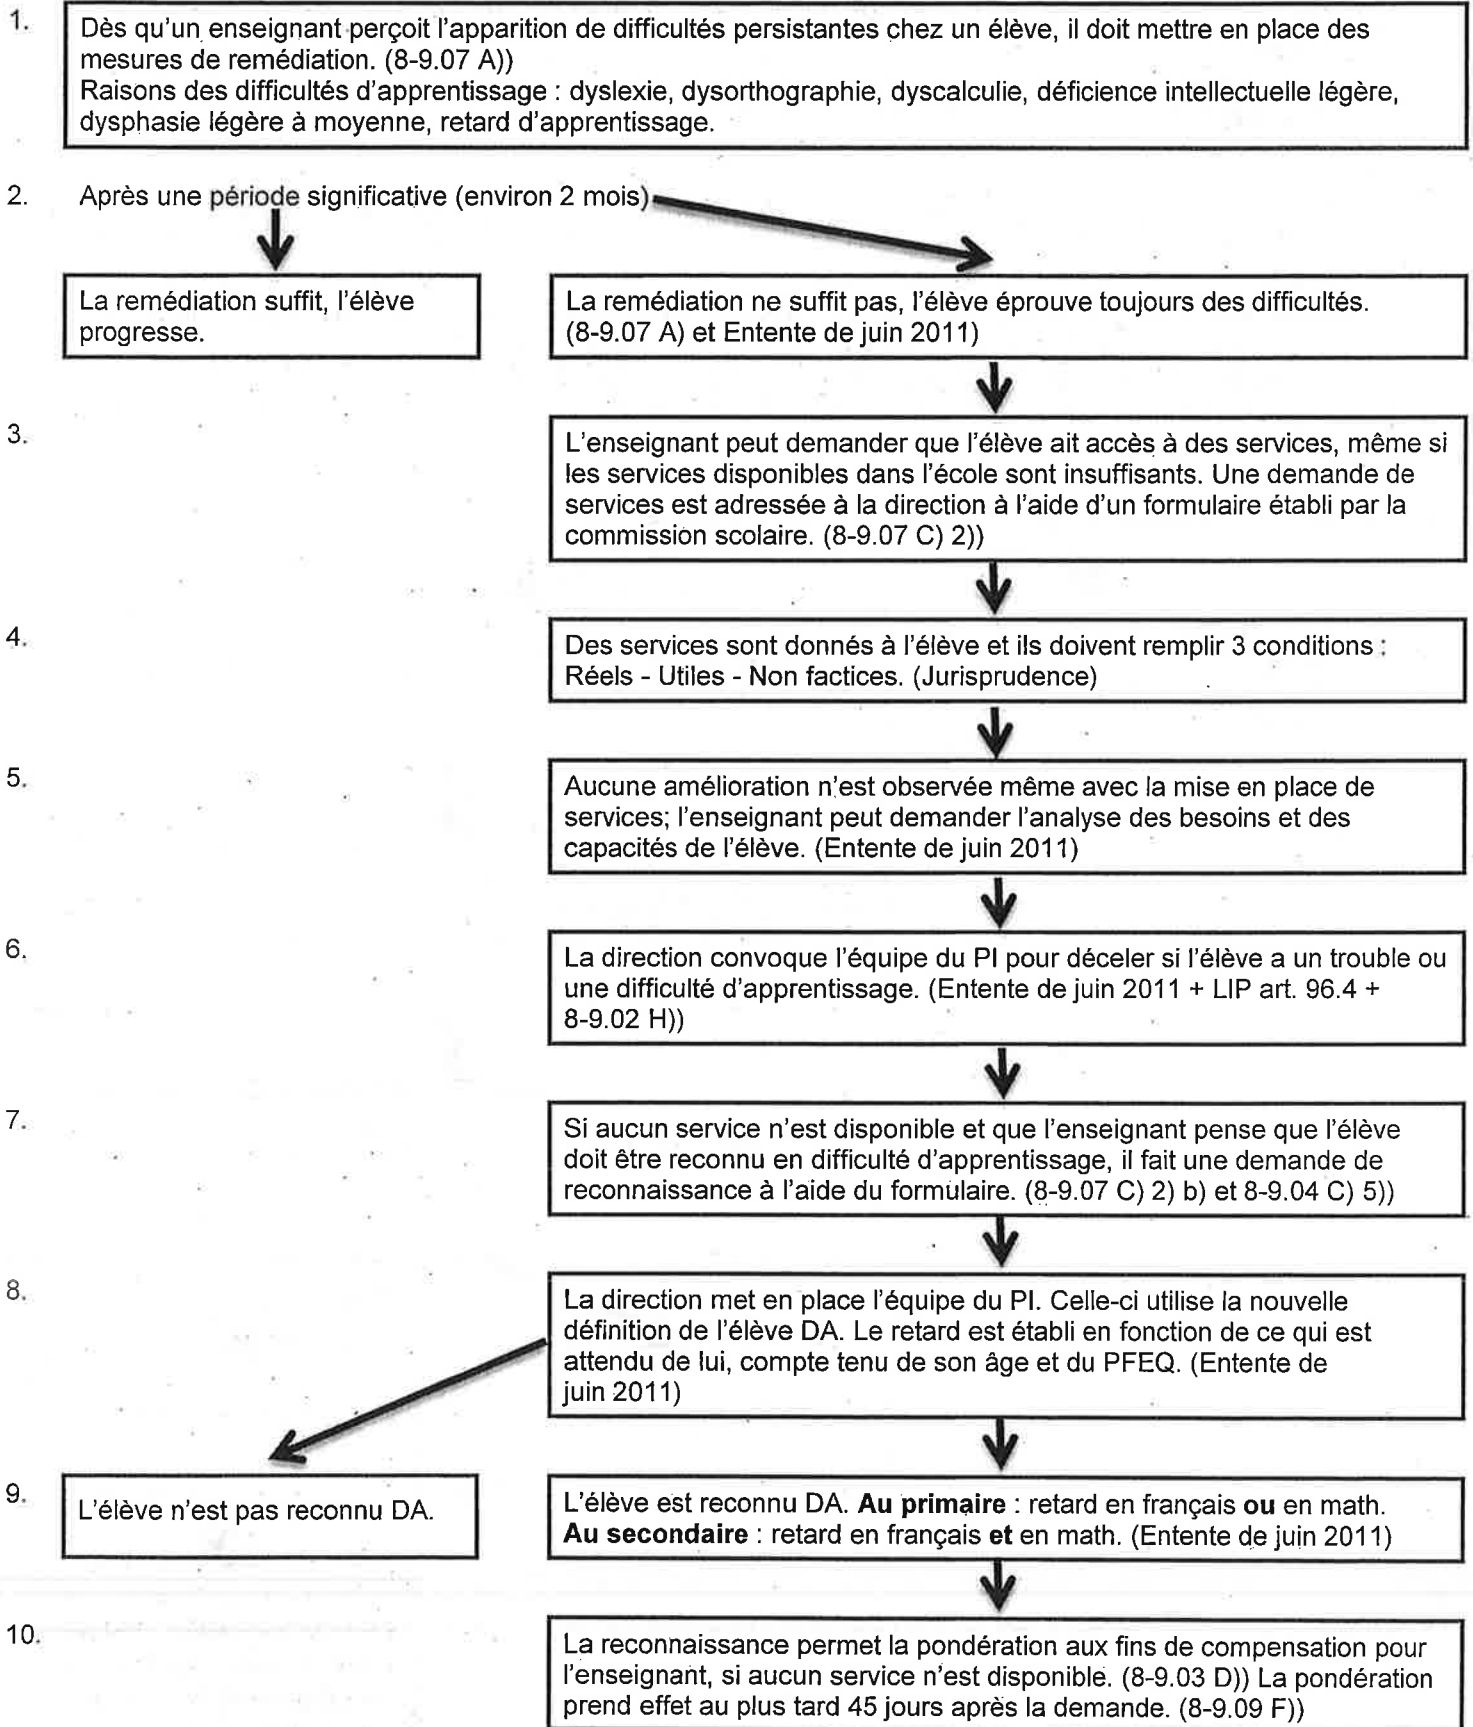 1.
Dès qu'un enseignant perçoit l'apparition de difficultés persistantes chez un élève, il doit mettre en place des
mesures de remédiation. (8-9.07 A))
Raisons des difficultés d'apprentissage : dyslexie, dysorthographie, dyscalculie, déficience intellectuelle légère,
dysphasie légère à moyenne, retard d'apprentissage.
2. Après une période significative (environ 2 mois)
La remédiation suffit, l'élève
progresse.
La remédiation ne suffit pas, l'élève éprouve toujours des difficultés.
(8-9.07 A) et Entente de juin 2011)
3.
L'enseignant peut demander que l'élève ait accès à des services, même si
les services disponibles dans l'école sont insuffisants. Une demande de
services est adressée à la direction à l'aide d'un formulaire établi par la
commission scolaire. (8-9.07 C) 2))
4.
Des services sont donnés à l'élève et ils doivent remplir 3 conditions :
Réels - Utiles - Non factices. (Jurisprudence)
5.
Aucune amélioration n'est observée même avec la mise en place de
services; l'enseignant peut demander l'analyse des besoins et des
capacités de l'élève. (Entente de juin 2011)
6.
La direction convoque l'équipe du PI pour déceler si l'élève a un trouble ou
une difficulté d'apprentissage. (Entente de juin 2011 + LIP art. 96.4 +
8-9.02 H))
7.
Si aucun service n'est disponible et que l'enseignant pense que l'élève
doit être reconnu en difficulté d'apprentissage, il fait une demande de
reconnaissance à l'aide du formulaire. (8-9.07 C) 2) b) et 8-9.04 C) 5))
8.
La direction met en place l'équipe du PI. Celle-ci utilise la nouvelle
définition de l'élève DA. Le retard est établi en fonction de ce qui est
attendu de lui, compte tenu de son âge et du PFEQ. (Entente de
juin 2011)
9.
L'élève n'est pas reconnu DA.
L'élève est reconnu DA. Au primaire : retard en français ou en math.
Au secondaire : retard en français et en math. (Entente de juin 2011)
10.
La reconnaissance permet la pondération aux fins de compensation pour
l'enseignant, si aucun service n'est disponible. (8-9.03 D)) La pondération
prend effet au plus tard 45 jours après la demande. (8-9.09 F))